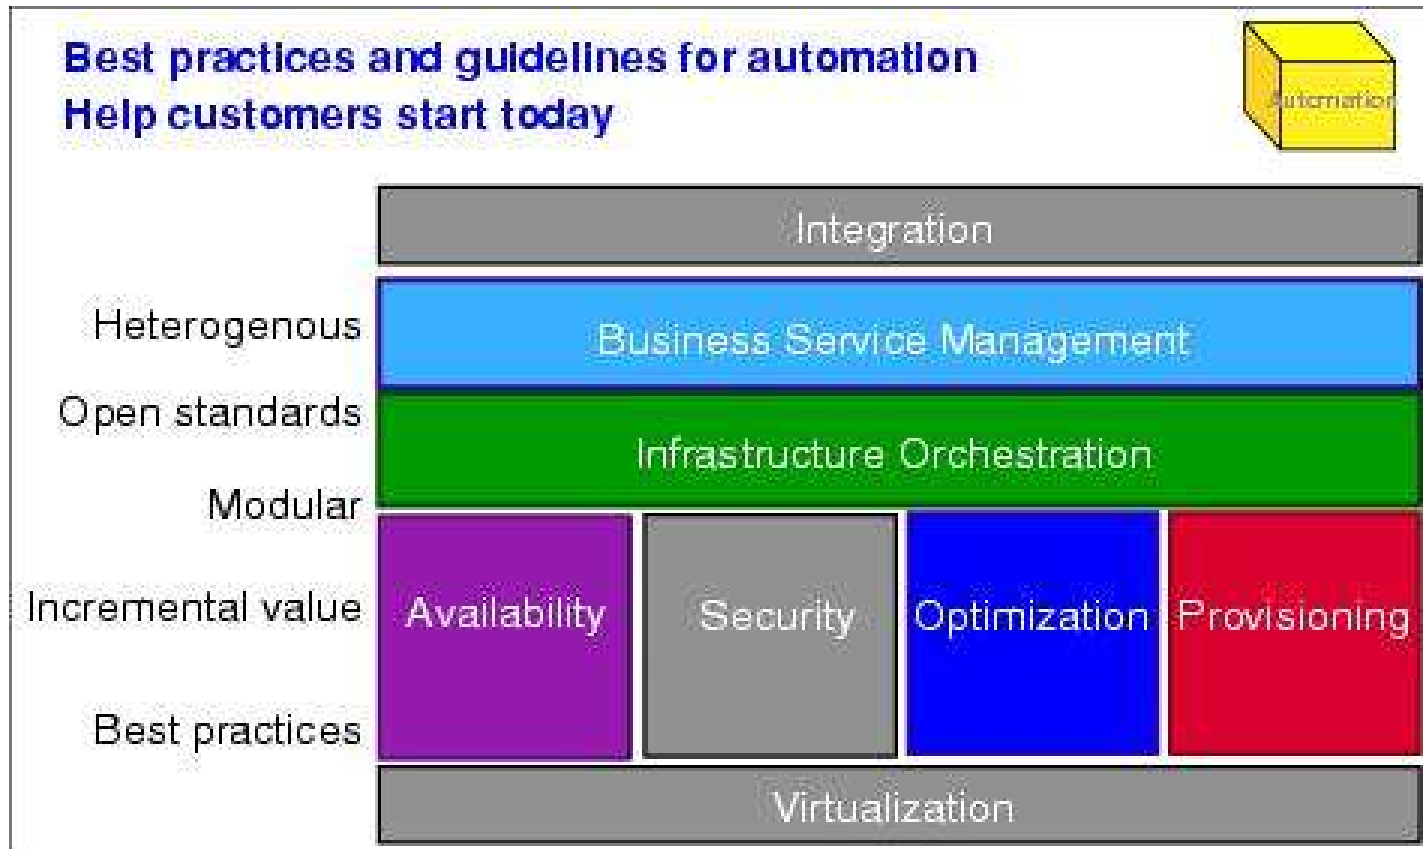 Best practices and guidelines for automation
Help customers start today
Automation
Integration
Heterogenous
Business Service Management
Open standards
Infrastructure Orchestration
Modular
Incremental value
Availability
Security
Optimization
Provisioning
Best practices
Virtualization